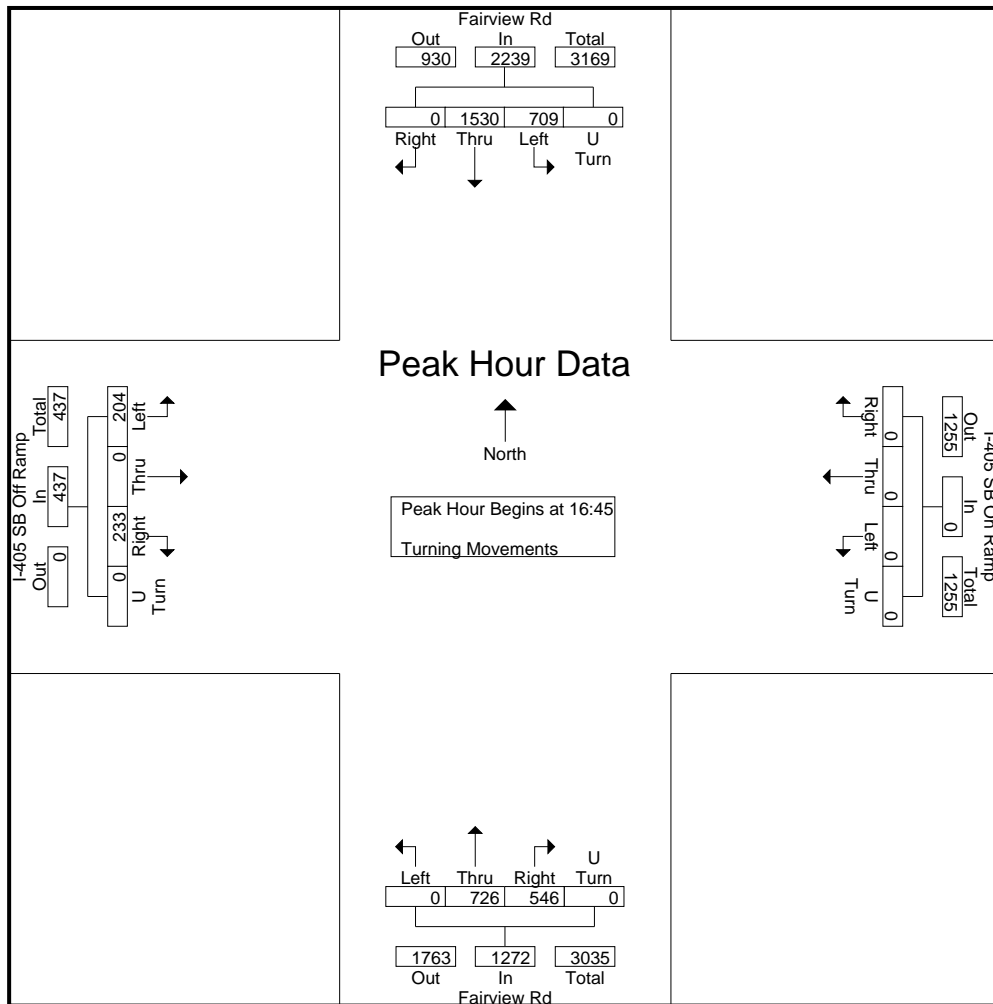 Fairview Rd
Out In Total
930 2239 3169
0 1530 709 0
Right Thru Left U
Turn
Peak Hour Data
North
Peak Hour Begins at 16:45
Turning Movements
I-405 SB Off Ramp
Total In Out
437 437 0
204 0 233 0
Left Thru Right U
Turn
I-405 SB On Ramp
Out In Total
1255 0 1255
0 0 0 0
Right Thru Left U
Turn
U
Left Thru Right Turn
0 726 546 0
1763 1272 3035
Out In Total
Fairview Rd